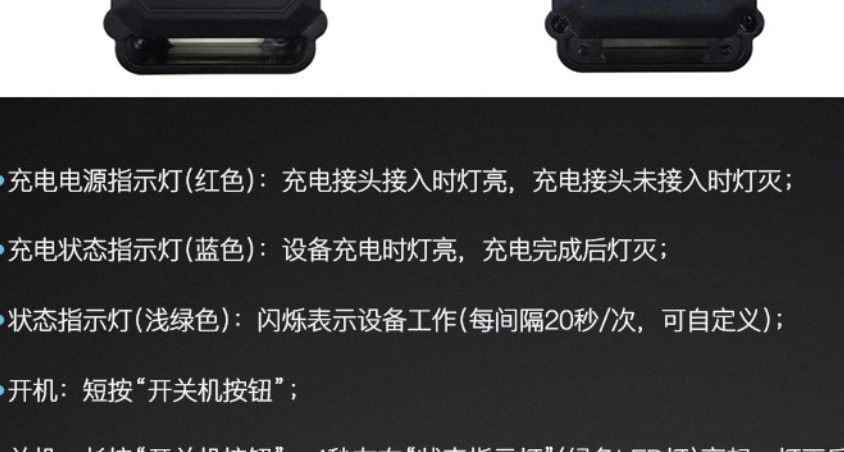 充电电源指示灯(红色)：充电接头接入时灯亮，充电接头未接入时灯灭；
充电状态指示灯(蓝色)：设备充电时灯亮，充电完成后灯灭；
状态指示灯(浅绿色)：闪烁表示设备工作(每间隔20秒/次，可自定义)；
开机：短按“开关机按钮”；